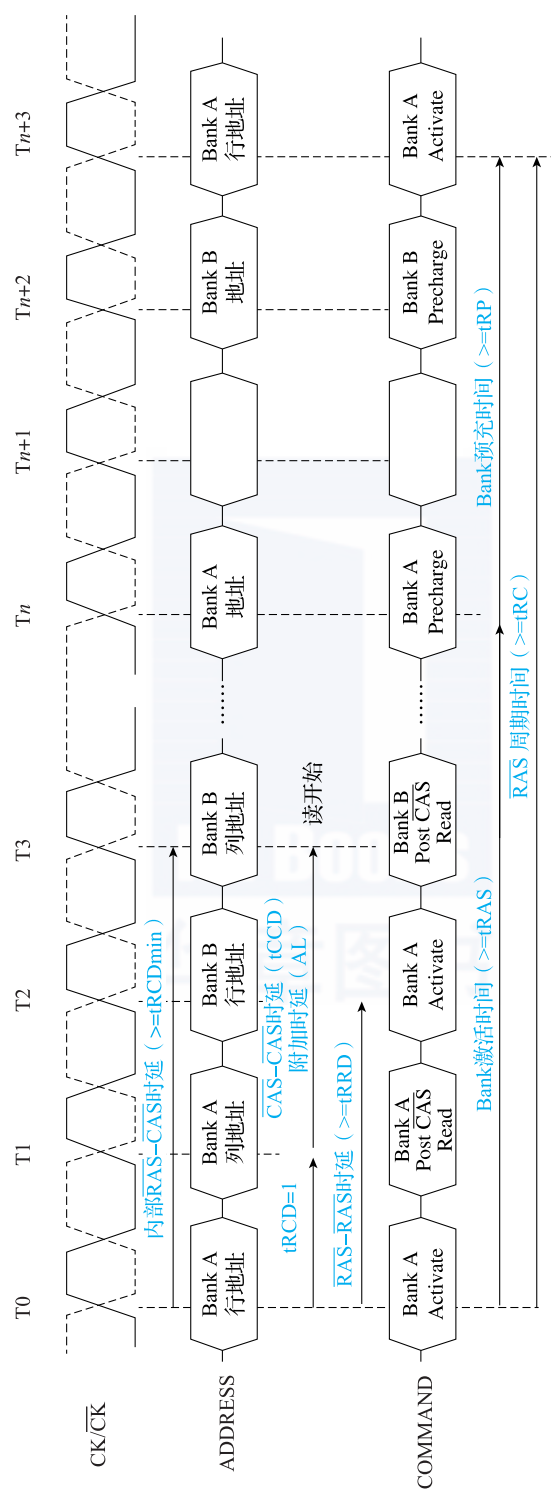 T0
T1
T2
T3
Tn
Tn+1
Tn+2
Tn+3
CK/CK
内部RAS-CAS时延（>=tRCDmin）
ADDRESS
Bank A
行地址
Bank A
列地址
Bank B
行地址
Bank B
列地址
……
Bank A
地址
Bank B
地址
Bank A
行地址
tRCD=1
CAS-CAS时延（tCCD）
附加时延（AL）
读开始
RAS-RAS时延（>=tRRD）
COMMAND
Bank A
Activate
Bank A
Post CAS
Read
Bank A
Activate
Bank B
Post CAS
Read
……
Bank A
Precharge
Bank B
Precharge
Bank A
Activate
Bank激活时间（>=tRAS）
Bank预充时间（>=tRP）
RAS 周期时间（>=tRC）